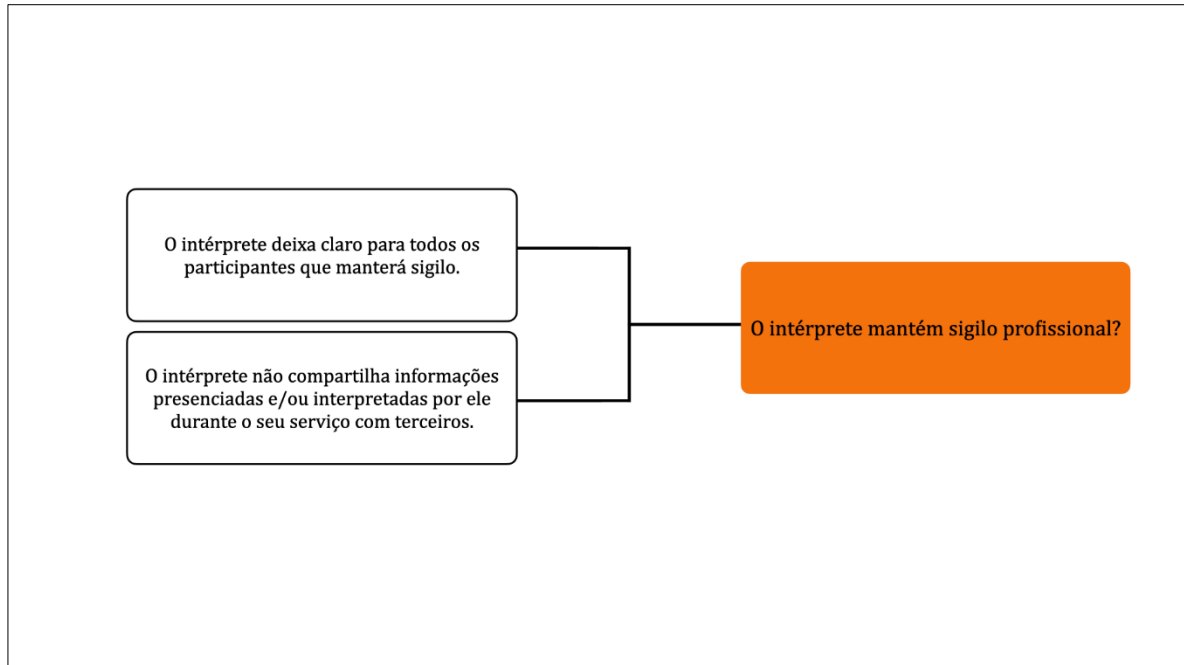 O intérprete deixa claro para todos os
participantes que manterá sigilo.
O intérprete não compartilha informações
presenciadas e/ou interpretadas por ele
durante o seu serviço com terceiros.
O intérprete mantém sigilo profissional?